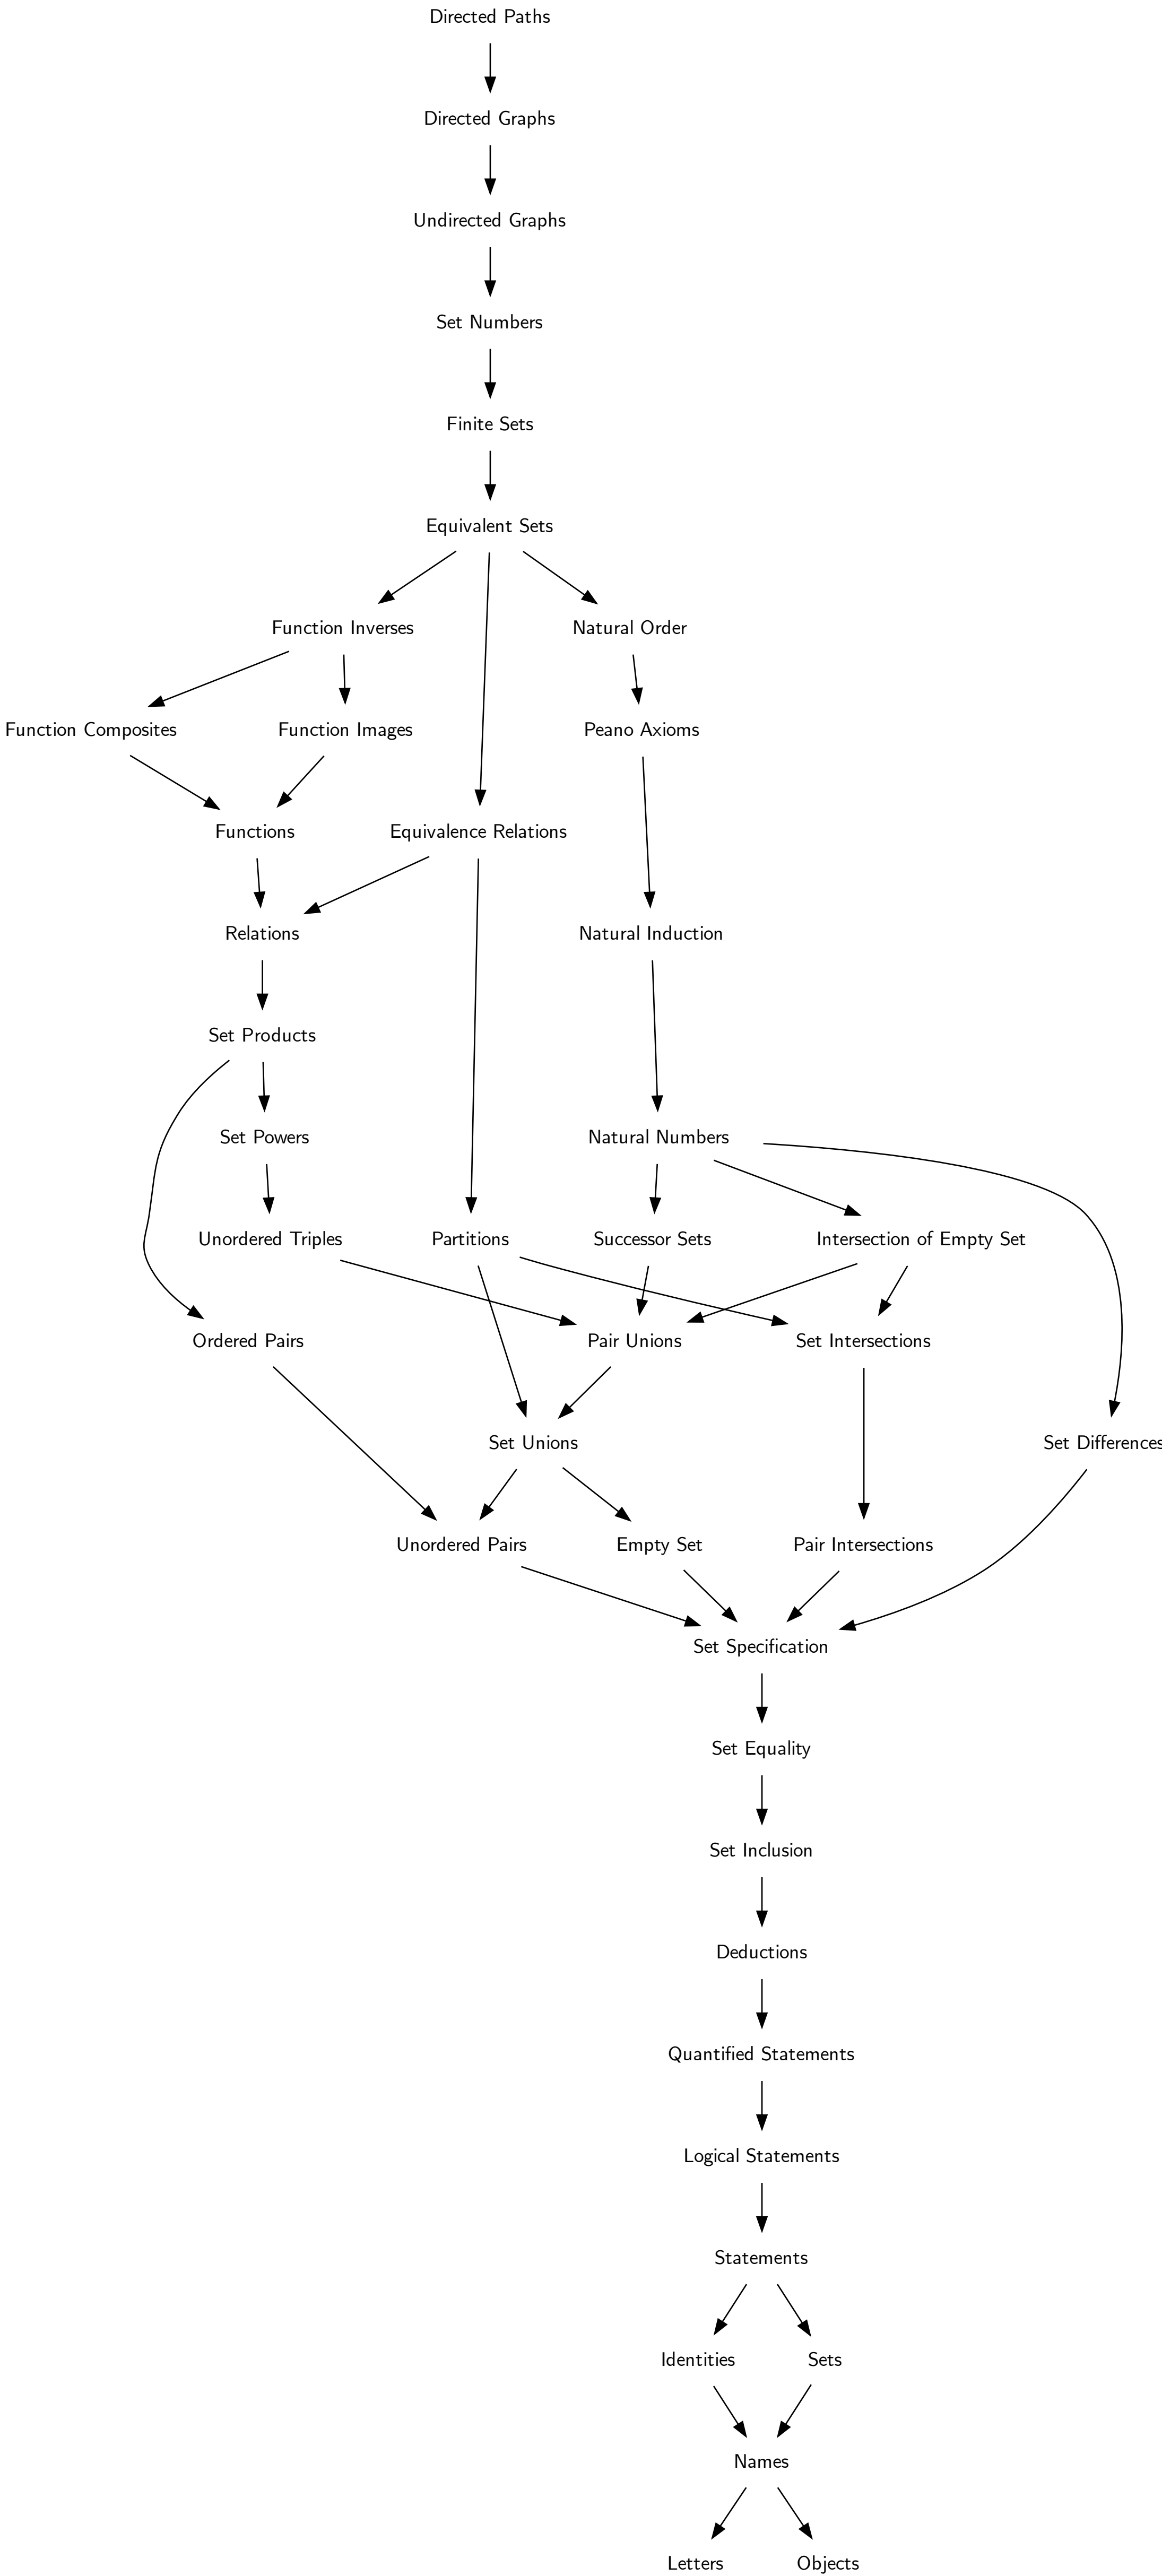 Directed Paths
Directed Graphs
Undirected Graphs
Set Numbers
Finite Sets
Equivalent Sets
Function Inverses
Natural Order
Function Composites
Function Images
Peano Axioms
Functions
Equivalence Relations
Relations
Natural Induction
Set Products
Set Powers
Natural Numbers
Unordered Triples
Partitions
Successor Sets
Intersection of Empty Set
Ordered Pairs
Pair Unions
Set Intersections
Set Unions
Set Differences
Unordered Pairs
Empty Set
Pair Intersections
Set Specification
Set Equality
Set Inclusion
Deductions
Quantified Statements
Logical Statements
Statements
Identities
Sets
Names
Letters
Objects